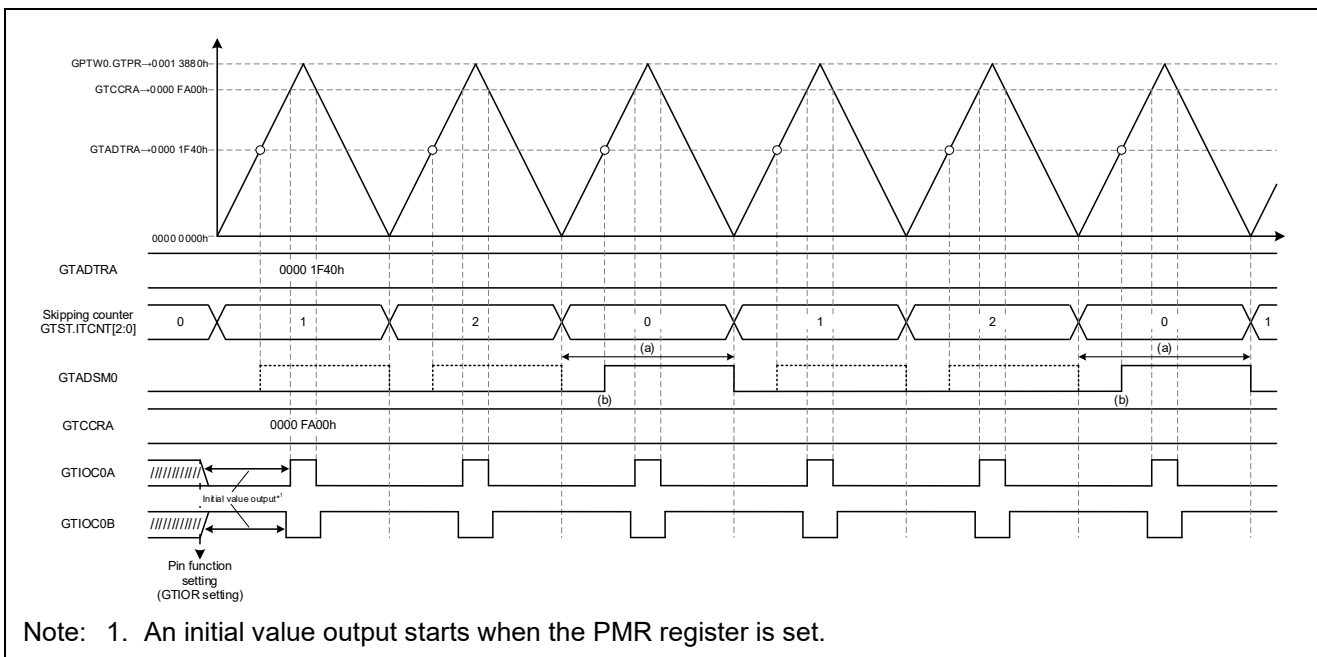 GPTW0.GTPR→0001 3880h
GTCCRA→0000 FA00h
GTADTRA→0000 1F40h
0000 0000h
GTADTRA
0000 1F40h
Skipping counter
GTST.ITCNT[2:0]
0
1
2
0
1
2
0
1
(a)
(a)
GTADSM0
(b)
(b)
GTCCRA
0000 FA00h
GTIOC0A
Initial value output*1
GTIOC0B
Pin function
setting
(GTIOR setting)
Note: 1. An initial value output starts when the PMR register is set.